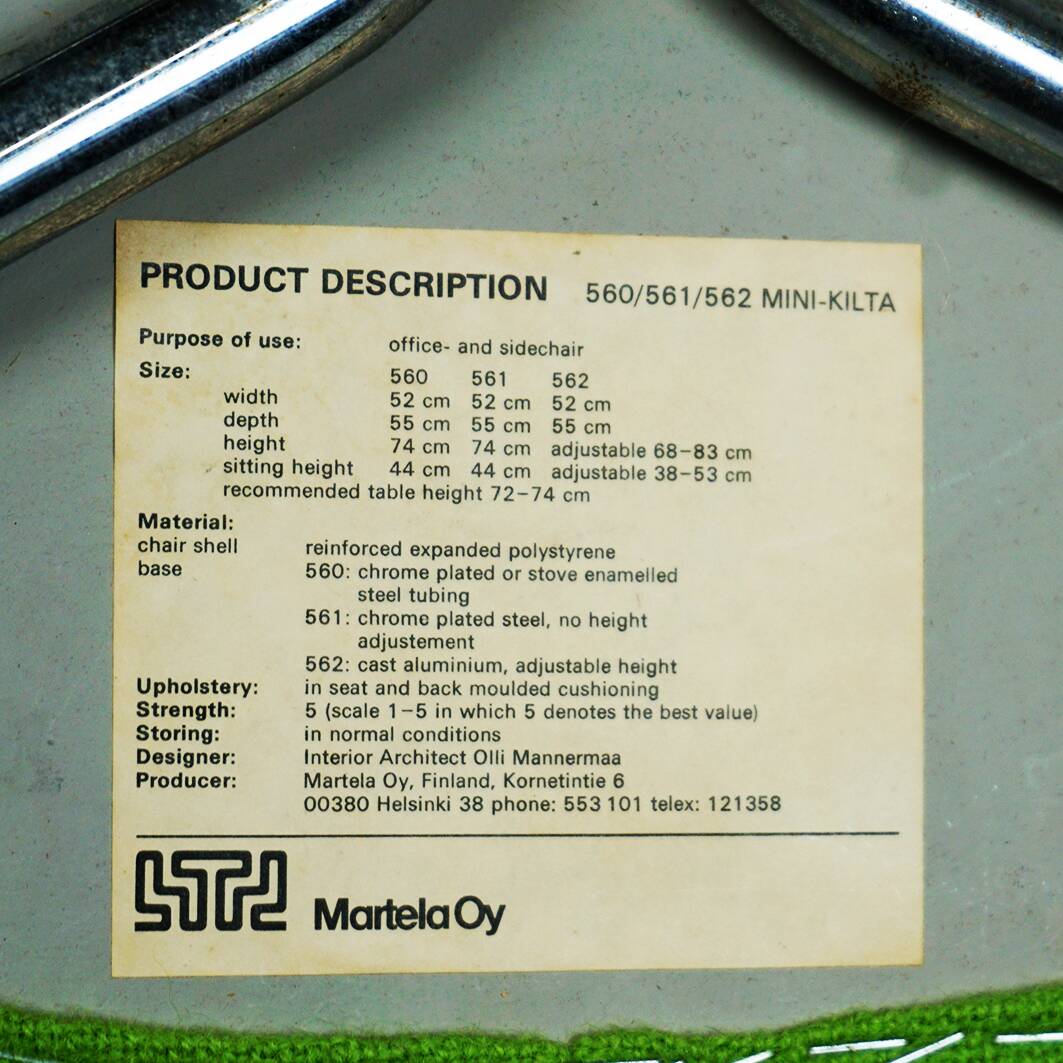 PRODUCT DESCRIPTION 560/561/562 MINI-KILTA
Purpose of use: office- and sidechair
Size: 560 561 562
width 52 cm 52 cm 52 cm
depth 55 cm 55 cm 55 cm
height 74 cm 74 cm adjustable 68–83 cm
sitting height 44 cm 44 cm adjustable 38–53 cm
recommended table height 72–74 cm
Material:
chair shell reinforced expanded polystyrene
base 560: chrome plated or stove enamelled
steel tubing
561: chrome plated steel, no height
adjustement
562: cast aluminium, adjustable height
Upholstery: in seat and back moulded cushioning
Strength: 5 (scale 1–5 in which 5 denotes the best value)
Storing: in normal conditions
Designer: Interior Architect Olli Mannermaa
Producer: Martela Oy, Finland, Kornetintie 6
00380 Helsinki 38 phone: 553 101 telex: 121358
Martela Oy